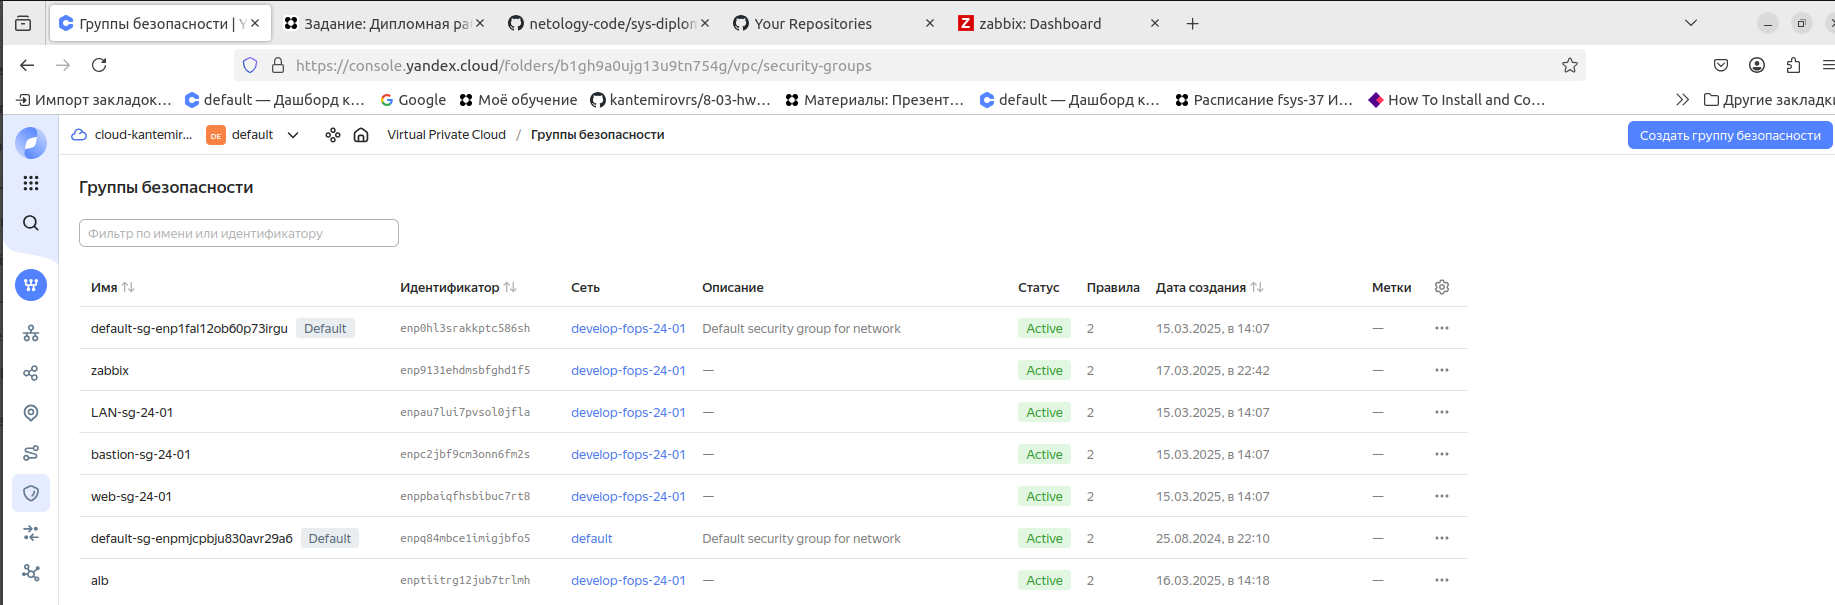 Группы безопасности | Y
Задание: Дипломная ра
netology-code/sys-diplom
Your Repositories
zabbix: Dashboard
https://console.yandex.cloud/folders/b1gh9a0ujg13u9tn754g/vpc/security-groups
Импорт закладок...
default — Дашборд к...
Google
Моё обучение
kantemirovrs/8-03-hw...
Материалы: Презент...
default — Дашборд к...
Расписание fsys-37 И...
How To Install and Co...
Другие закладки
cloud-kantemir...
DE default
Virtual Private Cloud / Группы безопасности
Создать группу безопасности
Группы безопасности
Фильтр по имени или идентификатору
Имя Идентификатор Сеть Описание Статус Правила Дата создания Метки
default-sg-enp1fal12ob60p73irgu Default enp0hl3srakkptc586sh develop-fops-24-01 Default security group for network Active 2 15.03.2025, в 14:07 —
zabbix enp9131ehdmsbfghd1f5 develop-fops-24-01 — Active 2 17.03.2025, в 22:42 —
LAN-sg-24-01 enpau7lui7pvsol0jfla develop-fops-24-01 — Active 2 15.03.2025, в 14:07 —
bastion-sg-24-01 enpc2jbf9cm3onn6fm2s develop-fops-24-01 — Active 2 15.03.2025, в 14:07 —
web-sg-24-01 enppbaiqfhsbibuc7rt8 develop-fops-24-01 — Active 2 15.03.2025, в 14:07 —
default-sg-enpmjcpbju830avr29a6 Default enpq84mbce1imigjbfo5 default Default security group for network Active 2 25.08.2024, в 22:10 —
alb enptiitrg12jub7trlmh develop-fops-24-01 — Active 2 16.03.2025, в 14:18 —